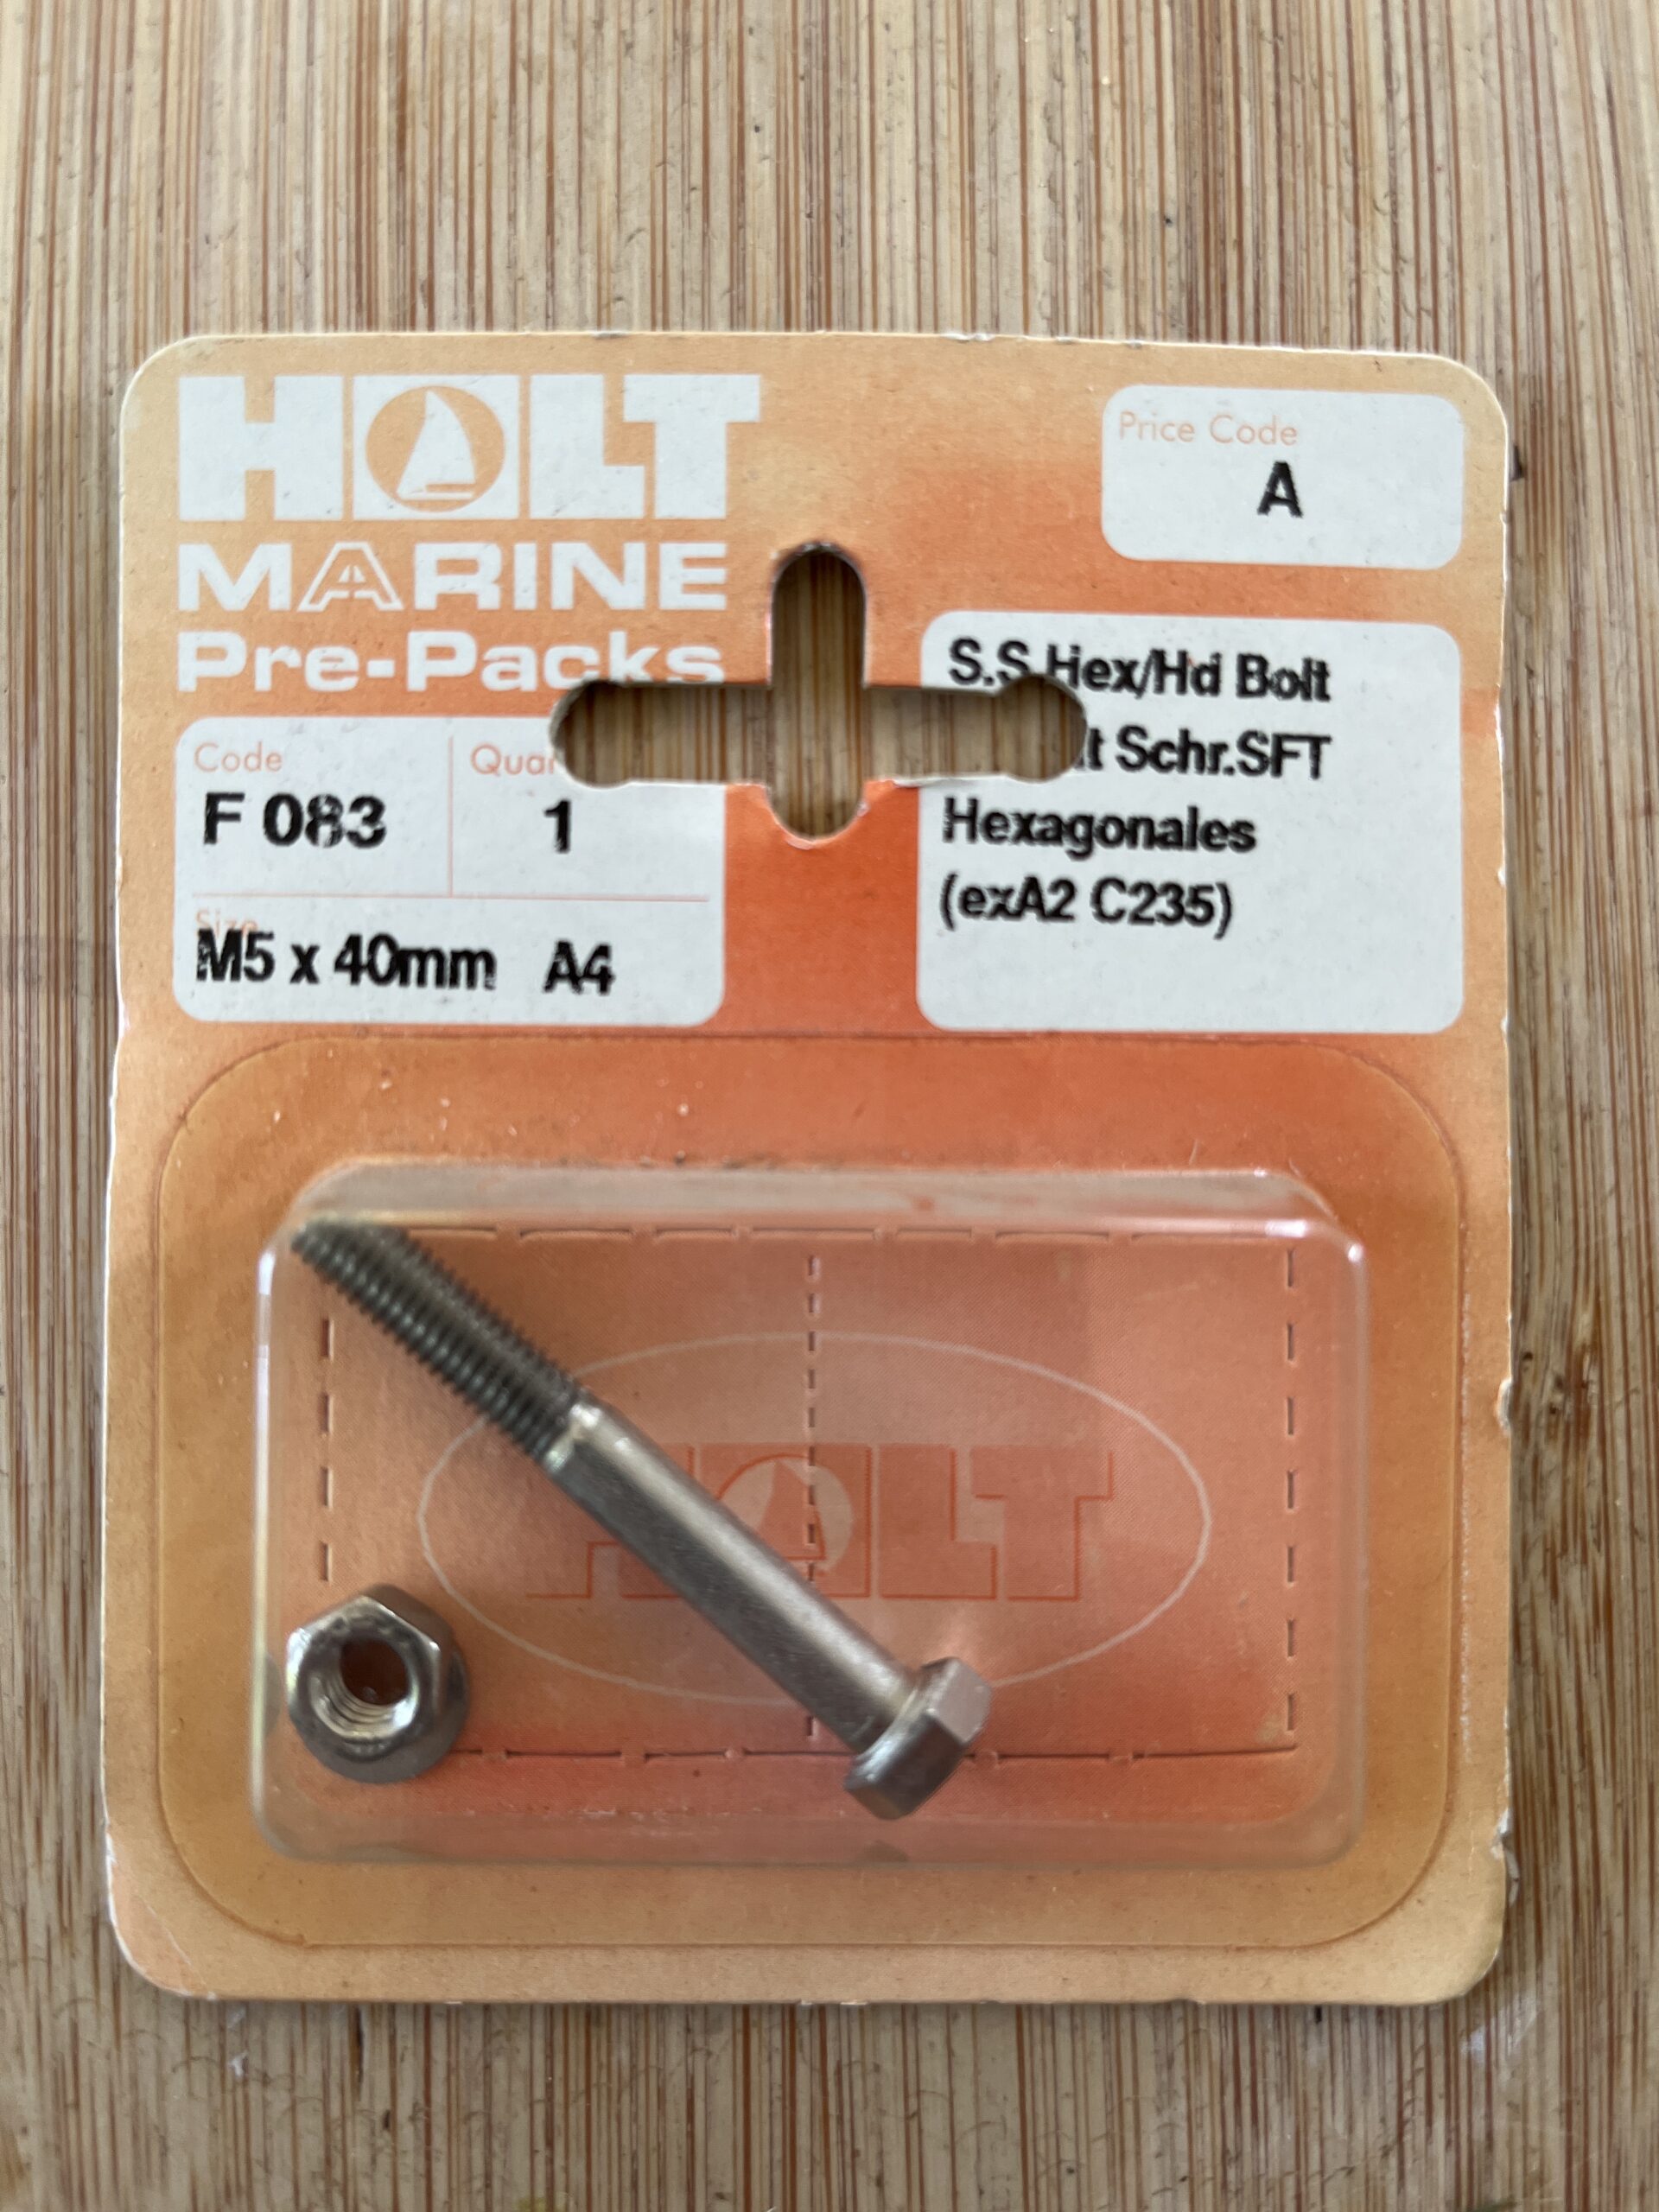 HOLT
MARINE
Pre-Packs
Price Code
A
Code
F 083
1
Size
M5 x 40mm A4
S.S Hex/Hd Bolt
Schr.SFT
Hexagonales
(exA2 C235)
HOLT